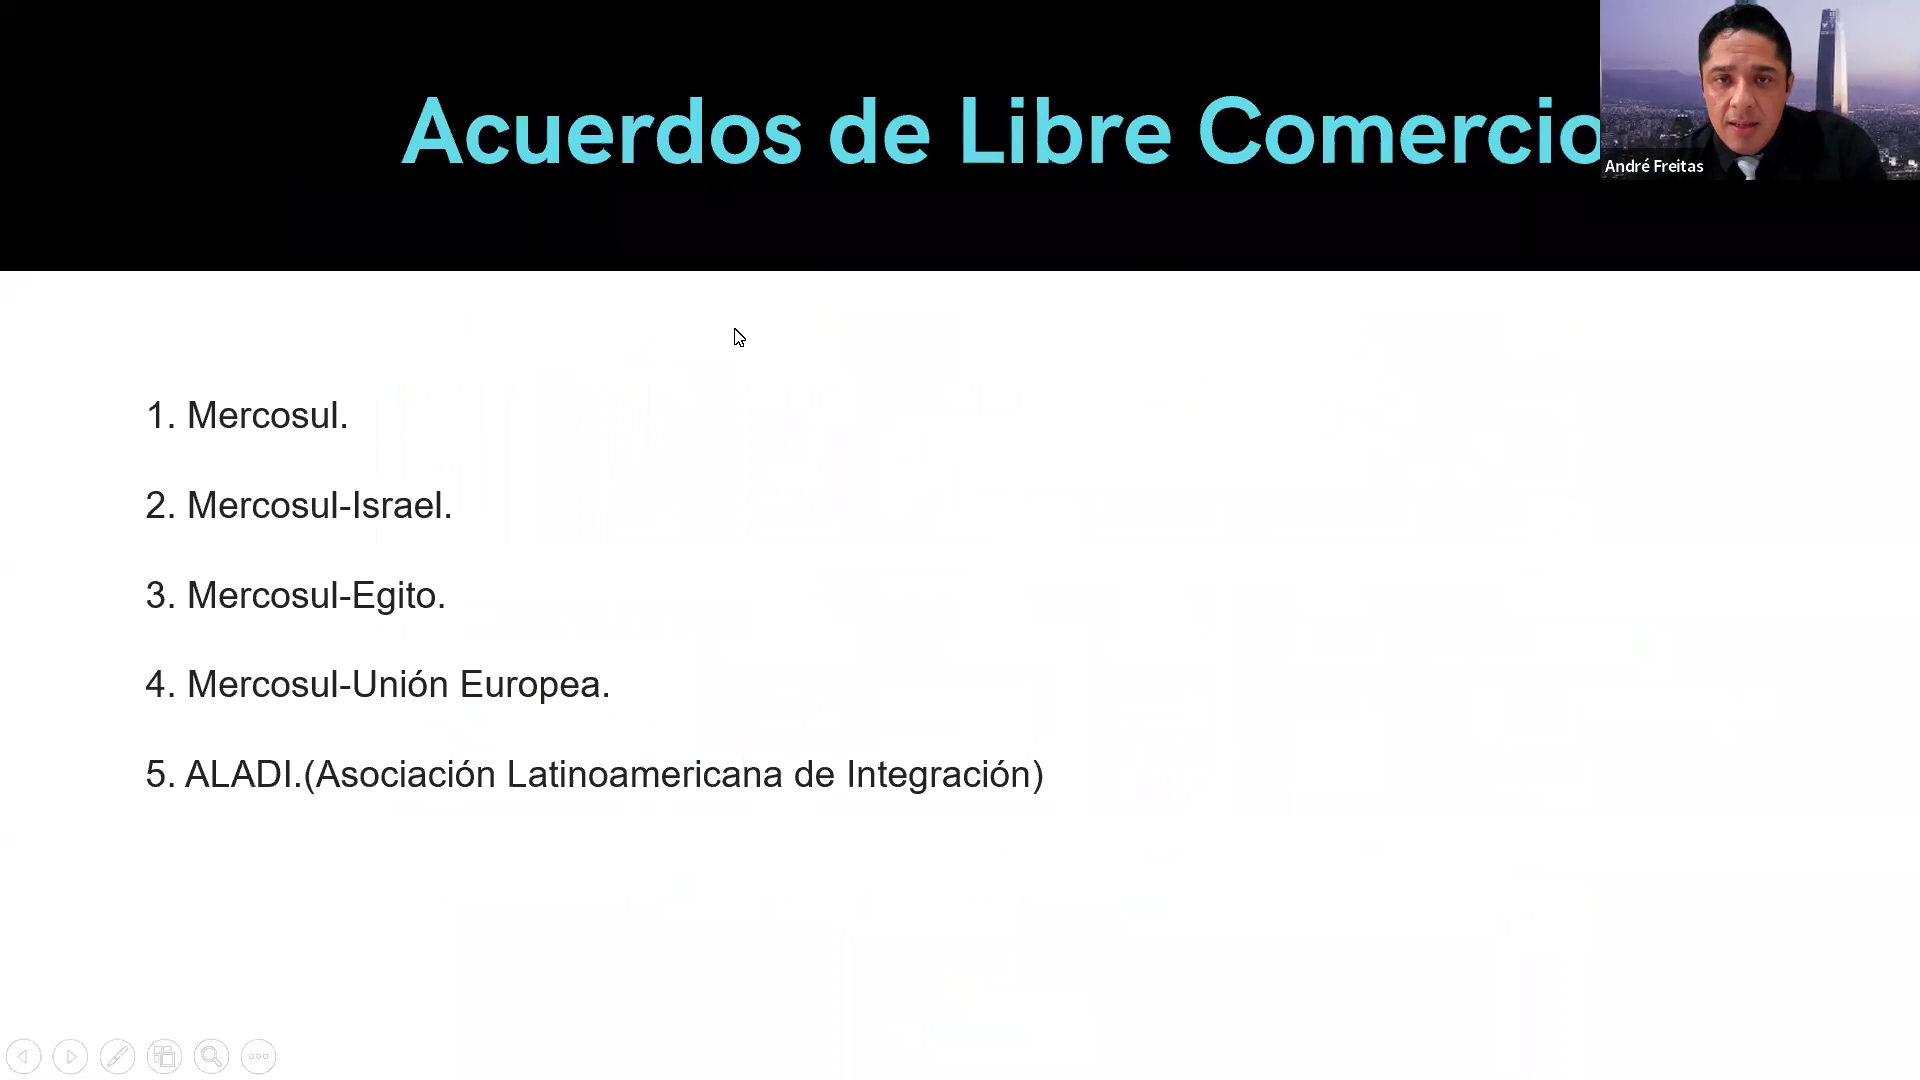 Acuerdos de Libre Comercio
André Freitas
1. Mercosul.
2. Mercosul-Israel.
3. Mercosul-Egito.
4. Mercosul-Unión Europea.
5. ALADI.(Asociación Latinoamericana de Integración)